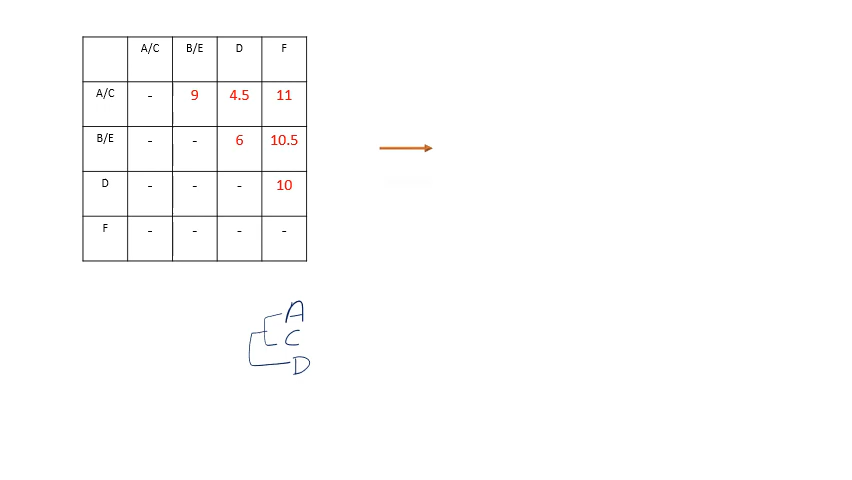 A/C B/E D F
A/C - 9 4.5 11
B/E - - 6 10.5
D - - - 10
F - - - -
A
C
D